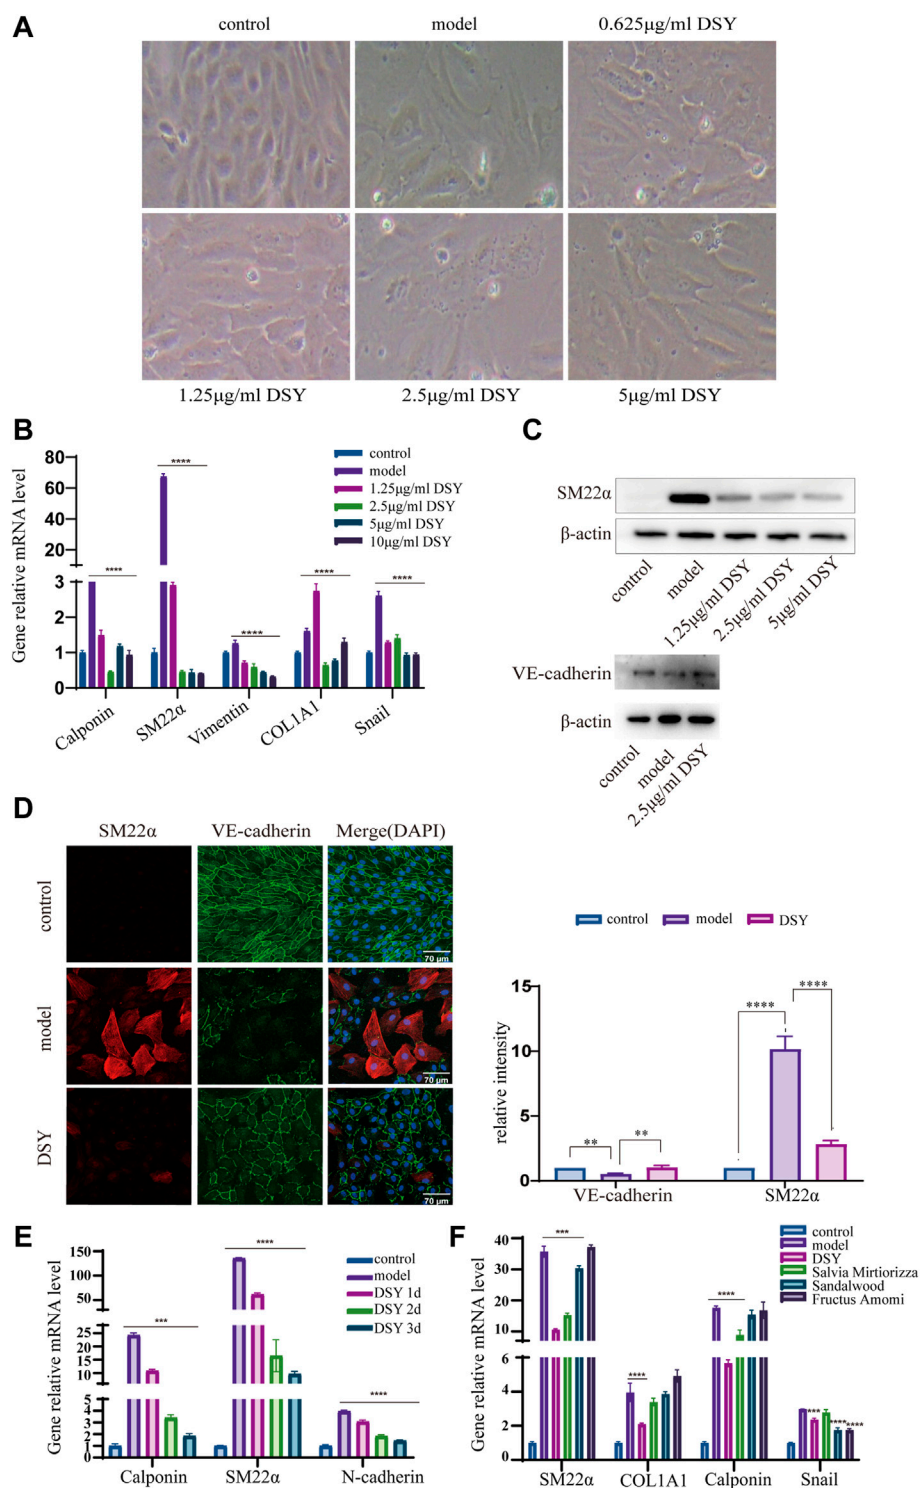 A
control model 0.625μg/ml DSY
1.25μg/ml DSY 2.5μg/ml DSY 5μg/ml DSY
B
Gene relative mRNA level
80
60
40
20
3
2
1
0
****
****
****
****
****
control
model
1.25μg/ml DSY
2.5μg/ml DSY
5μg/ml DSY
10μg/ml DSY
Calponin SM22α Vimentin COL1A1 Snail
C
SM22α
β-actin
control model 1.25μg/ml DSY 2.5μg/ml DSY 5μg/ml DSY
VE-cadherin
β-actin
control model 2.5μg/ml DSY
D
SM22α VE-cadherin Merge(DAPI)
control
70 μm
model
70 μm
DSY
70 μm
control model DSY
relative intensity
15
10
5
0
**
**
****
****
VE-cadherin SM22α
E
Gene relative mRNA level
150
100
50
25
20
15
10
5
4
3
2
1
0
***
****
****
control
model
DSY 1d
DSY 2d
DSY 3d
Calponin SM22α N-cadherin
F
Gene relative mRNA level
40
30
20
10
6
4
2
0
***
****
****
***
****
****
control
model
DSY
Salvia Mirtiorizza
Sandalwood
Fructus Amomi
SM22α COL1A1 Calponin Snail